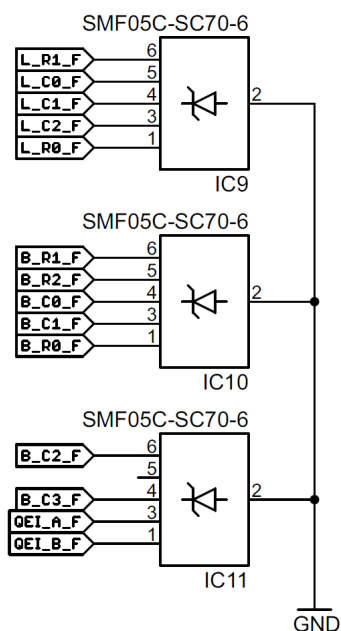 SMF05C-SC70-6
L_R1_F 6
L_C0_F 5
L_C1_F 4 2
L_C2_F 3
L_R0_F 1
IC9
SMF05C-SC70-6
B_R1_F 6
B_R2_F 5
B_C0_F 4 2
B_C1_F 3
B_R0_F 1
IC10
SMF05C-SC70-6
B_C2_F 6
5
B_C3_F 4 2
QEI_A_F 3
QEI_B_F 1
IC11
GND